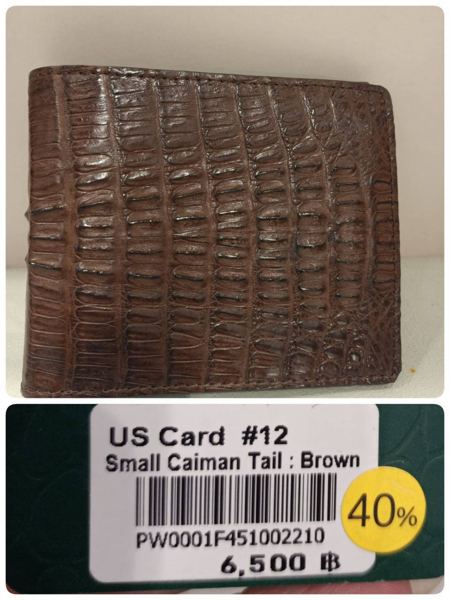 US Card #12
Small Caiman Tail : Brown
PW0001F451002210
40%
6,500 ฿